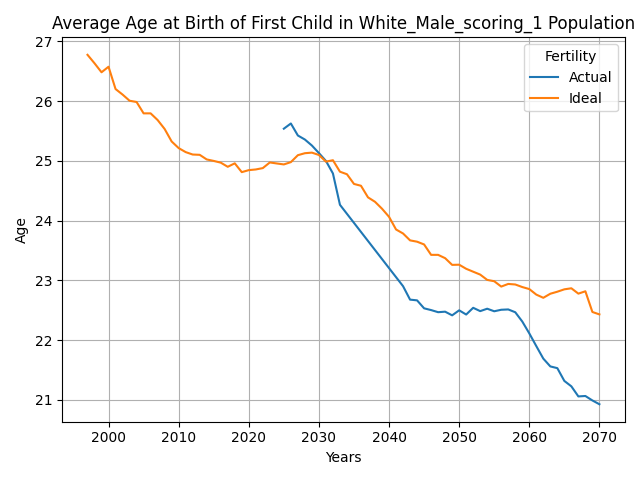 Average Age at Birth of First Child in White_Male_scoring_1 Population
Fertility
Actual
Ideal
Age
27
26
25
24
23
22
21
2000
2010
2020
2030
2040
2050
2060
2070
Years